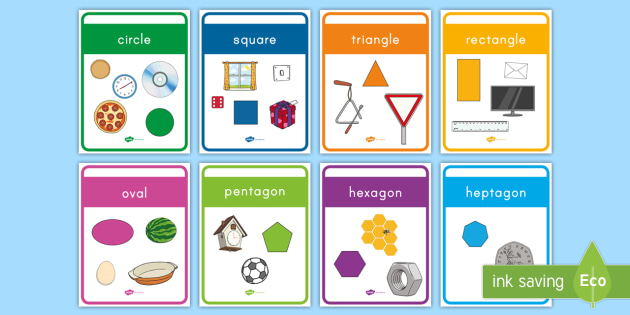 circle
square
triangle
rectangle
oval
pentagon
hexagon
heptagon
ink saving
Eco